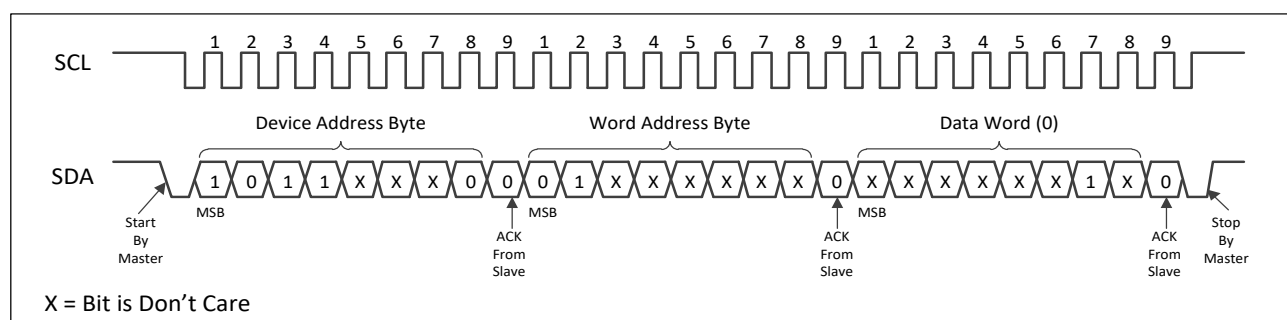 1 2 3 4 5 6 7 8 9 1 2 3 4 5 6 7 8 9 1 2 3 4 5 6 7 8 9
SCL
Device Address Byte Word Address Byte Data Word (0)
SDA
1 0 1 1 X X X 0 0 0 1 X X X X X X 0 X X X X X X 1 X 0
MSB MSB MSB
Start
By
Master
ACK
From
Slave
ACK
From
Slave
ACK
From
Slave
Stop
By
Master
X = Bit is Don’t Care